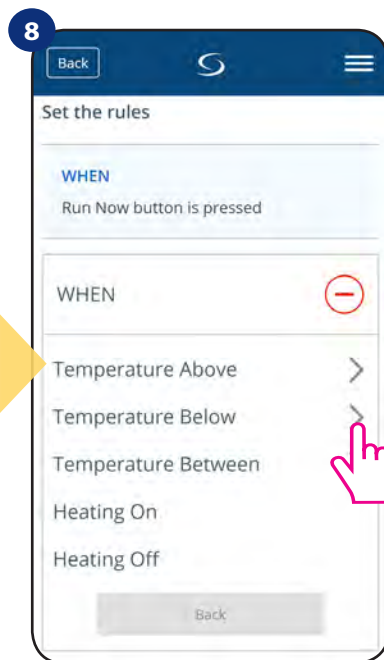 8
Back
Set the rules
WHEN
Run Now button is pressed
WHEN
Temperature Above
Temperature Below
Temperature Between
Heating On
Heating Off
Back